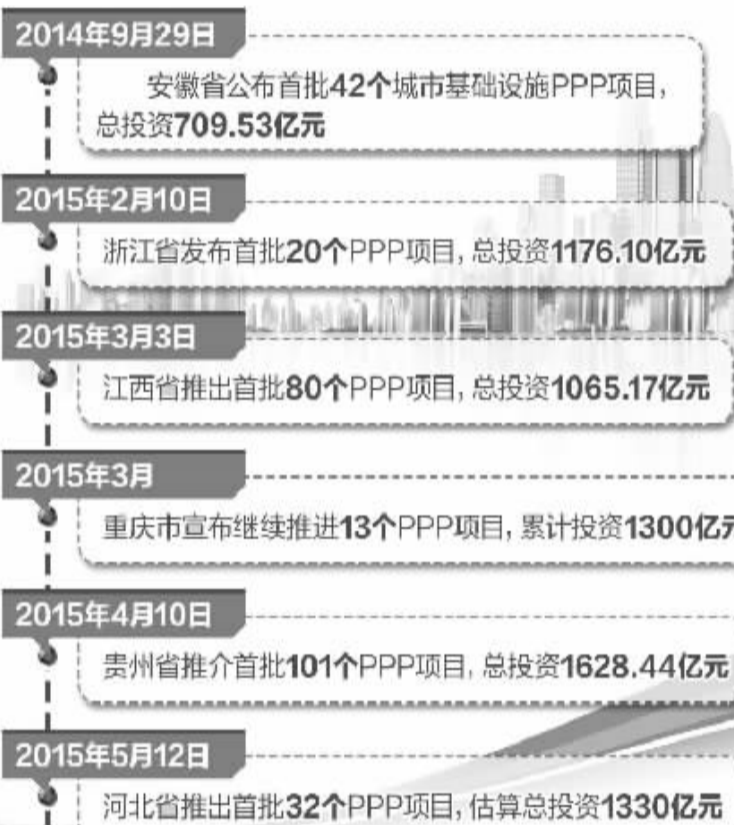 2014年9月29日
安徽省公布首批42个城市基础设施PPP项目，
总投资709.53亿元
2015年2月10日
浙江省发布首批20个PPP项目，总投资1176.10亿元
2015年3月3日
江西省推出首批80个PPP项目，总投资1065.17亿元
2015年3月
重庆市宣布继续推进13个PPP项目，累计投资1300亿元
2015年4月10日
贵州省推介首批101个PPP项目，总投资1628.44亿元
2015年5月12日
河北省推出首批32个PPP项目，估算总投资1330亿元